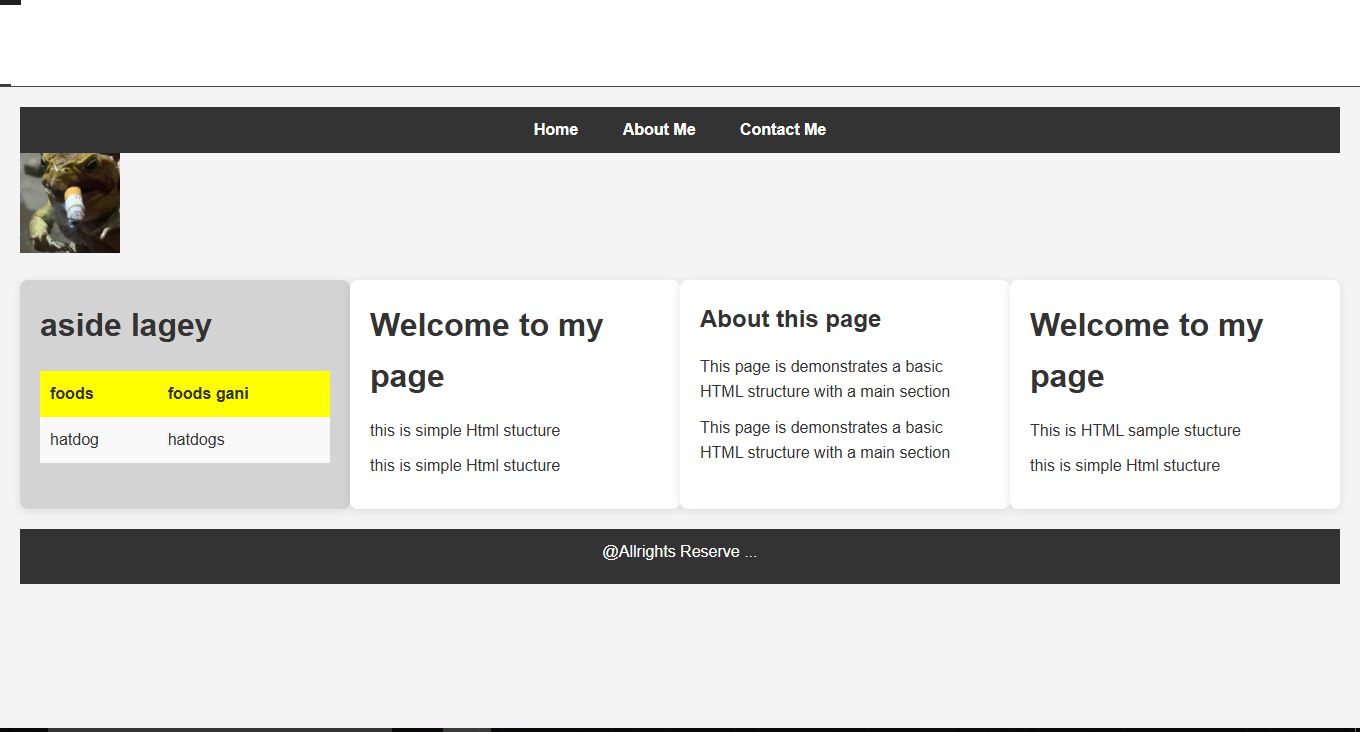 Home About Me Contact Me
aside lagey
foods foods gani
hatdog hatdogs
Welcome to my
page
this is simple Html stucture
this is simple Html stucture
About this page
This page is demonstrates a basic
HTML structure with a main section
This page is demonstrates a basic
HTML structure with a main section
Welcome to my
page
This is HTML sample stucture
this is simple Html stucture
@Allrights Reserve ...